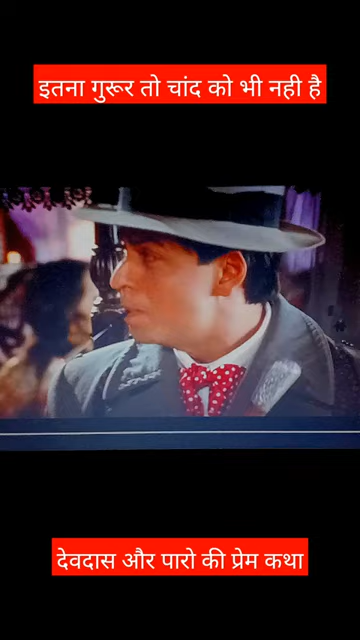 इतना गुरूर तो चांद को भी नही है
देवदास और पारो की प्रेम कथा